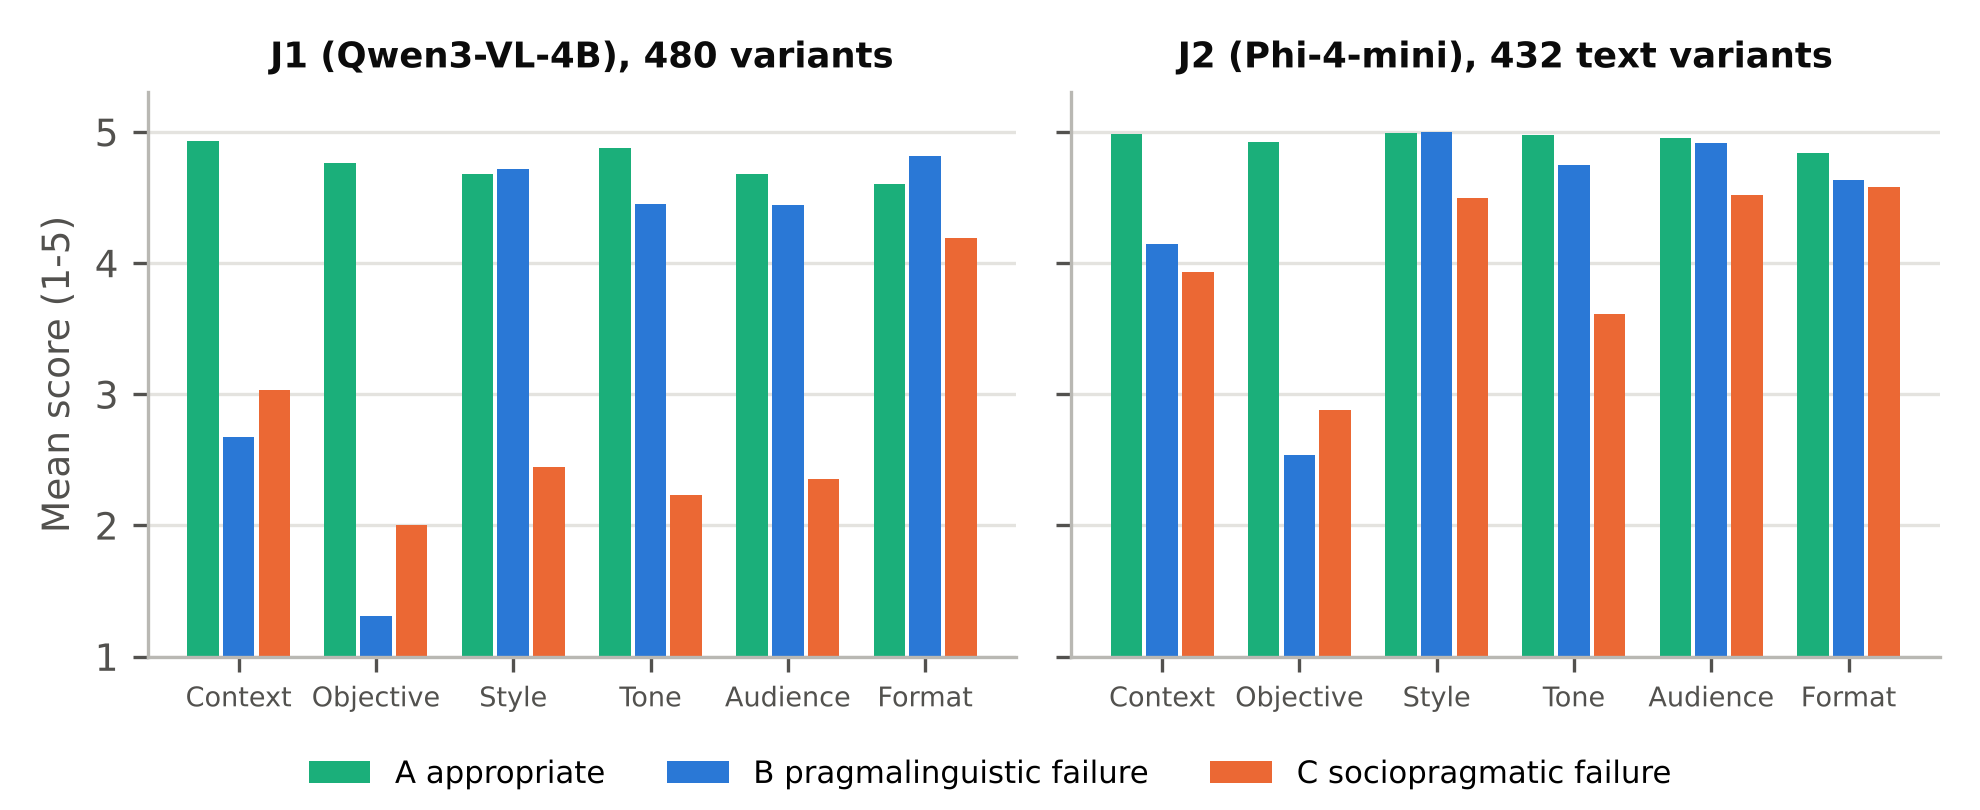 J1 (Qwen3-VL-4B), 480 variants
J2 (Phi-4-mini), 432 text variants
Mean score (1-5)
5
4
3
2
1
Context Objective Style Tone Audience Format
Context Objective Style Tone Audience Format
A appropriate B pragmalinguistic failure C sociopragmatic failure